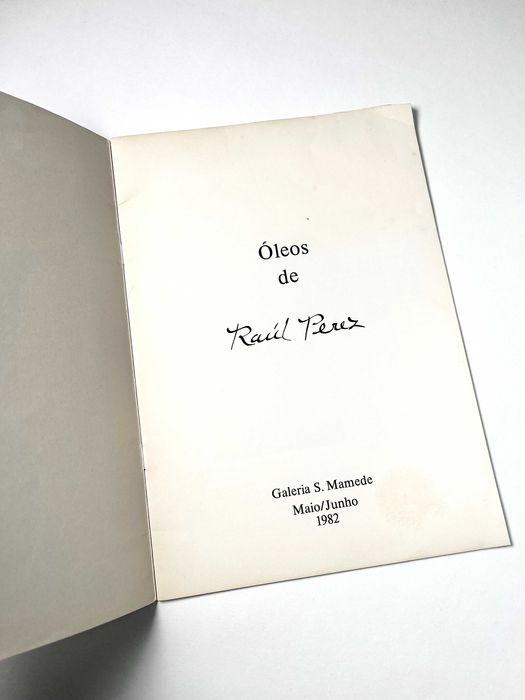 Óleos
de
Raúl Perez
Galeria S. Mamede
Maio/Junho
1982